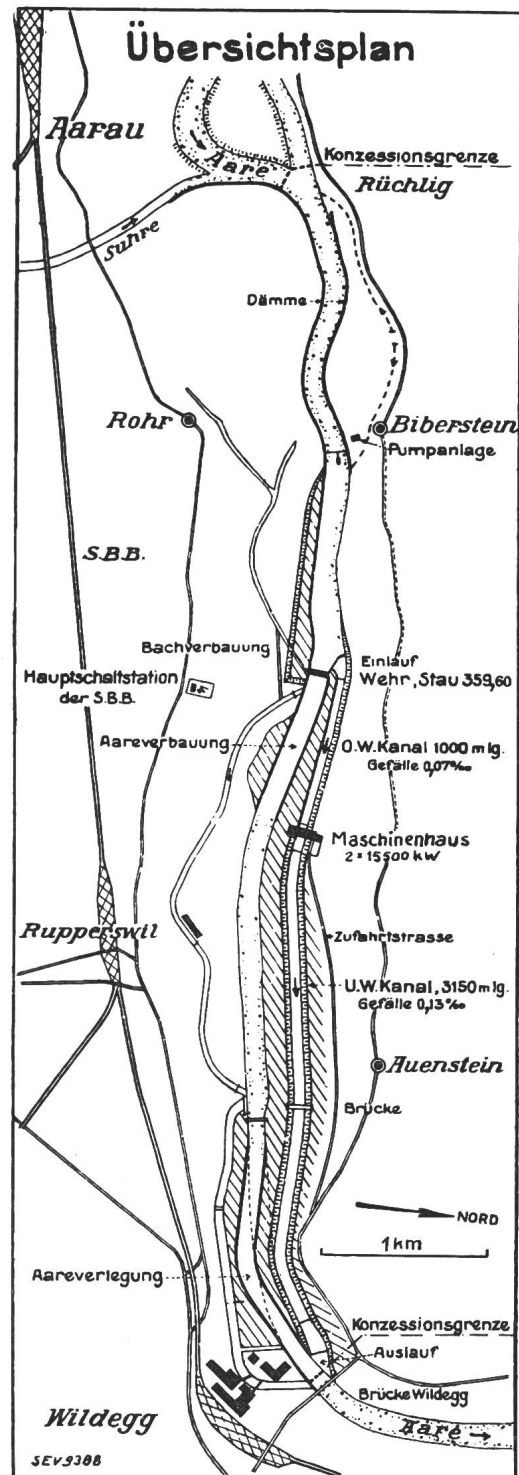 Übersichtsplan
Aarau
Aare
Konzessionsgrenze
Rüchlig
Suhre
Dämme
Rohr
Biberstein
Pumpanlage
S.B.B.
Bachverbauung
Einlauf
Wehr, Stau 359,60
Hauptschaltstation
der S.B.B.
Aareverbauung
O.W. Kanal 1000 m lg.
Gefälle 0,07‰
Maschinenhaus
2 × 15500 kW
Rupperswil
Zufahrtstrasse
U.W. Kanal, 3150 m lg.
Gefälle 0,13‰
Auenstein
Brücke
NORD
1 km
Aareverlegung
Konzessionsgrenze
Auslauf
Brücke Wildegg
Wildegg
Aare
SEV 9388